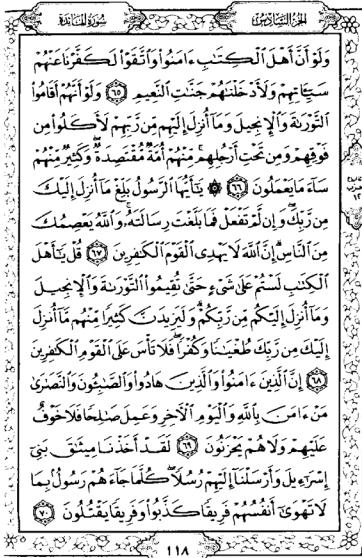 الجزء السادس سورة المائدة
وَلَوْ أَنَّ أَهْلَ ٱلْكِتَٰبِ ءَامَنُوا۟ وَٱتَّقَوْا۟ لَكَفَّرْنَا عَنْهُمْ
سَيِّـَٔاتِهِمْ وَلَأَدْخَلْنَٰهُمْ جَنَّٰتِ ٱلنَّعِيمِ ٦٥ وَلَوْ أَنَّهُمْ أَقَامُوا۟
ٱلتَّوْرَىٰةَ وَٱلْإِنجِيلَ وَمَآ أُنزِلَ إِلَيْهِم مِّن رَّبِّهِمْ لَأَكَلُوا۟ مِن
فَوْقِهِمْ وَمِن تَحْتِ أَرْجُلِهِم ۚ مِّنْهُمْ أُمَّةٌ مُّقْتَصِدَةٌ ۖ وَكَثِيرٌ مِّنْهُمْ
سَآءَ مَا يَعْمَلُونَ ٦٦ ۞ يَٰٓأَيُّهَا ٱلرَّسُولُ بَلِّغْ مَآ أُنزِلَ إِلَيْكَ
مِن رَّبِّكَ ۖ وَإِن لَّمْ تَفْعَلْ فَمَا بَلَّغْتَ رِسَالَتَهُۥ ۚ وَٱللَّهُ يَعْصِمُكَ
مِنَ ٱلنَّاسِ ۗ إِنَّ ٱللَّهَ لَا يَهْدِى ٱلْقَوْمَ ٱلْكَٰفِرِينَ ٦٧ قُلْ يَٰٓأَهْلَ
ٱلْكِتَٰبِ لَسْتُمْ عَلَىٰ شَىْءٍ حَتَّىٰ تُقِيمُوا۟ ٱلتَّوْرَىٰةَ وَٱلْإِنجِيلَ
وَمَآ أُنزِلَ إِلَيْكُم مِّن رَّبِّكُمْ ۗ وَلَيَزِيدَنَّ كَثِيرًا مِّنْهُم مَّآ أُنزِلَ
إِلَيْكَ مِن رَّبِّكَ طُغْيَٰنًا وَكُفْرًا ۖ فَلَا تَأْسَ عَلَى ٱلْقَوْمِ ٱلْكَٰفِرِينَ
٦٨ إِنَّ ٱلَّذِينَ ءَامَنُوا۟ وَٱلَّذِينَ هَادُوا۟ وَٱلصَّٰبِـُٔونَ وَٱلنَّصَٰرَىٰ
مَنْ ءَامَنَ بِٱللَّهِ وَٱلْيَوْمِ ٱلْءَاخِرِ وَعَمِلَ صَٰلِحًا فَلَا خَوْفٌ
عَلَيْهِمْ وَلَا هُمْ يَحْزَنُونَ ٦٩ لَقَدْ أَخَذْنَا مِيثَٰقَ بَنِىٓ
إِسْرَٰٓءِيلَ وَأَرْسَلْنَآ إِلَيْهِمْ رُسُلًا ۖ كُلَّمَا جَآءَهُمْ رَسُولٌۢ بِمَا
لَا تَهْوَىٰٓ أَنفُسُهُمْ فَرِيقًا كَذَّبُوا۟ وَفَرِيقًا يَقْتُلُونَ ٧٠
١١٨